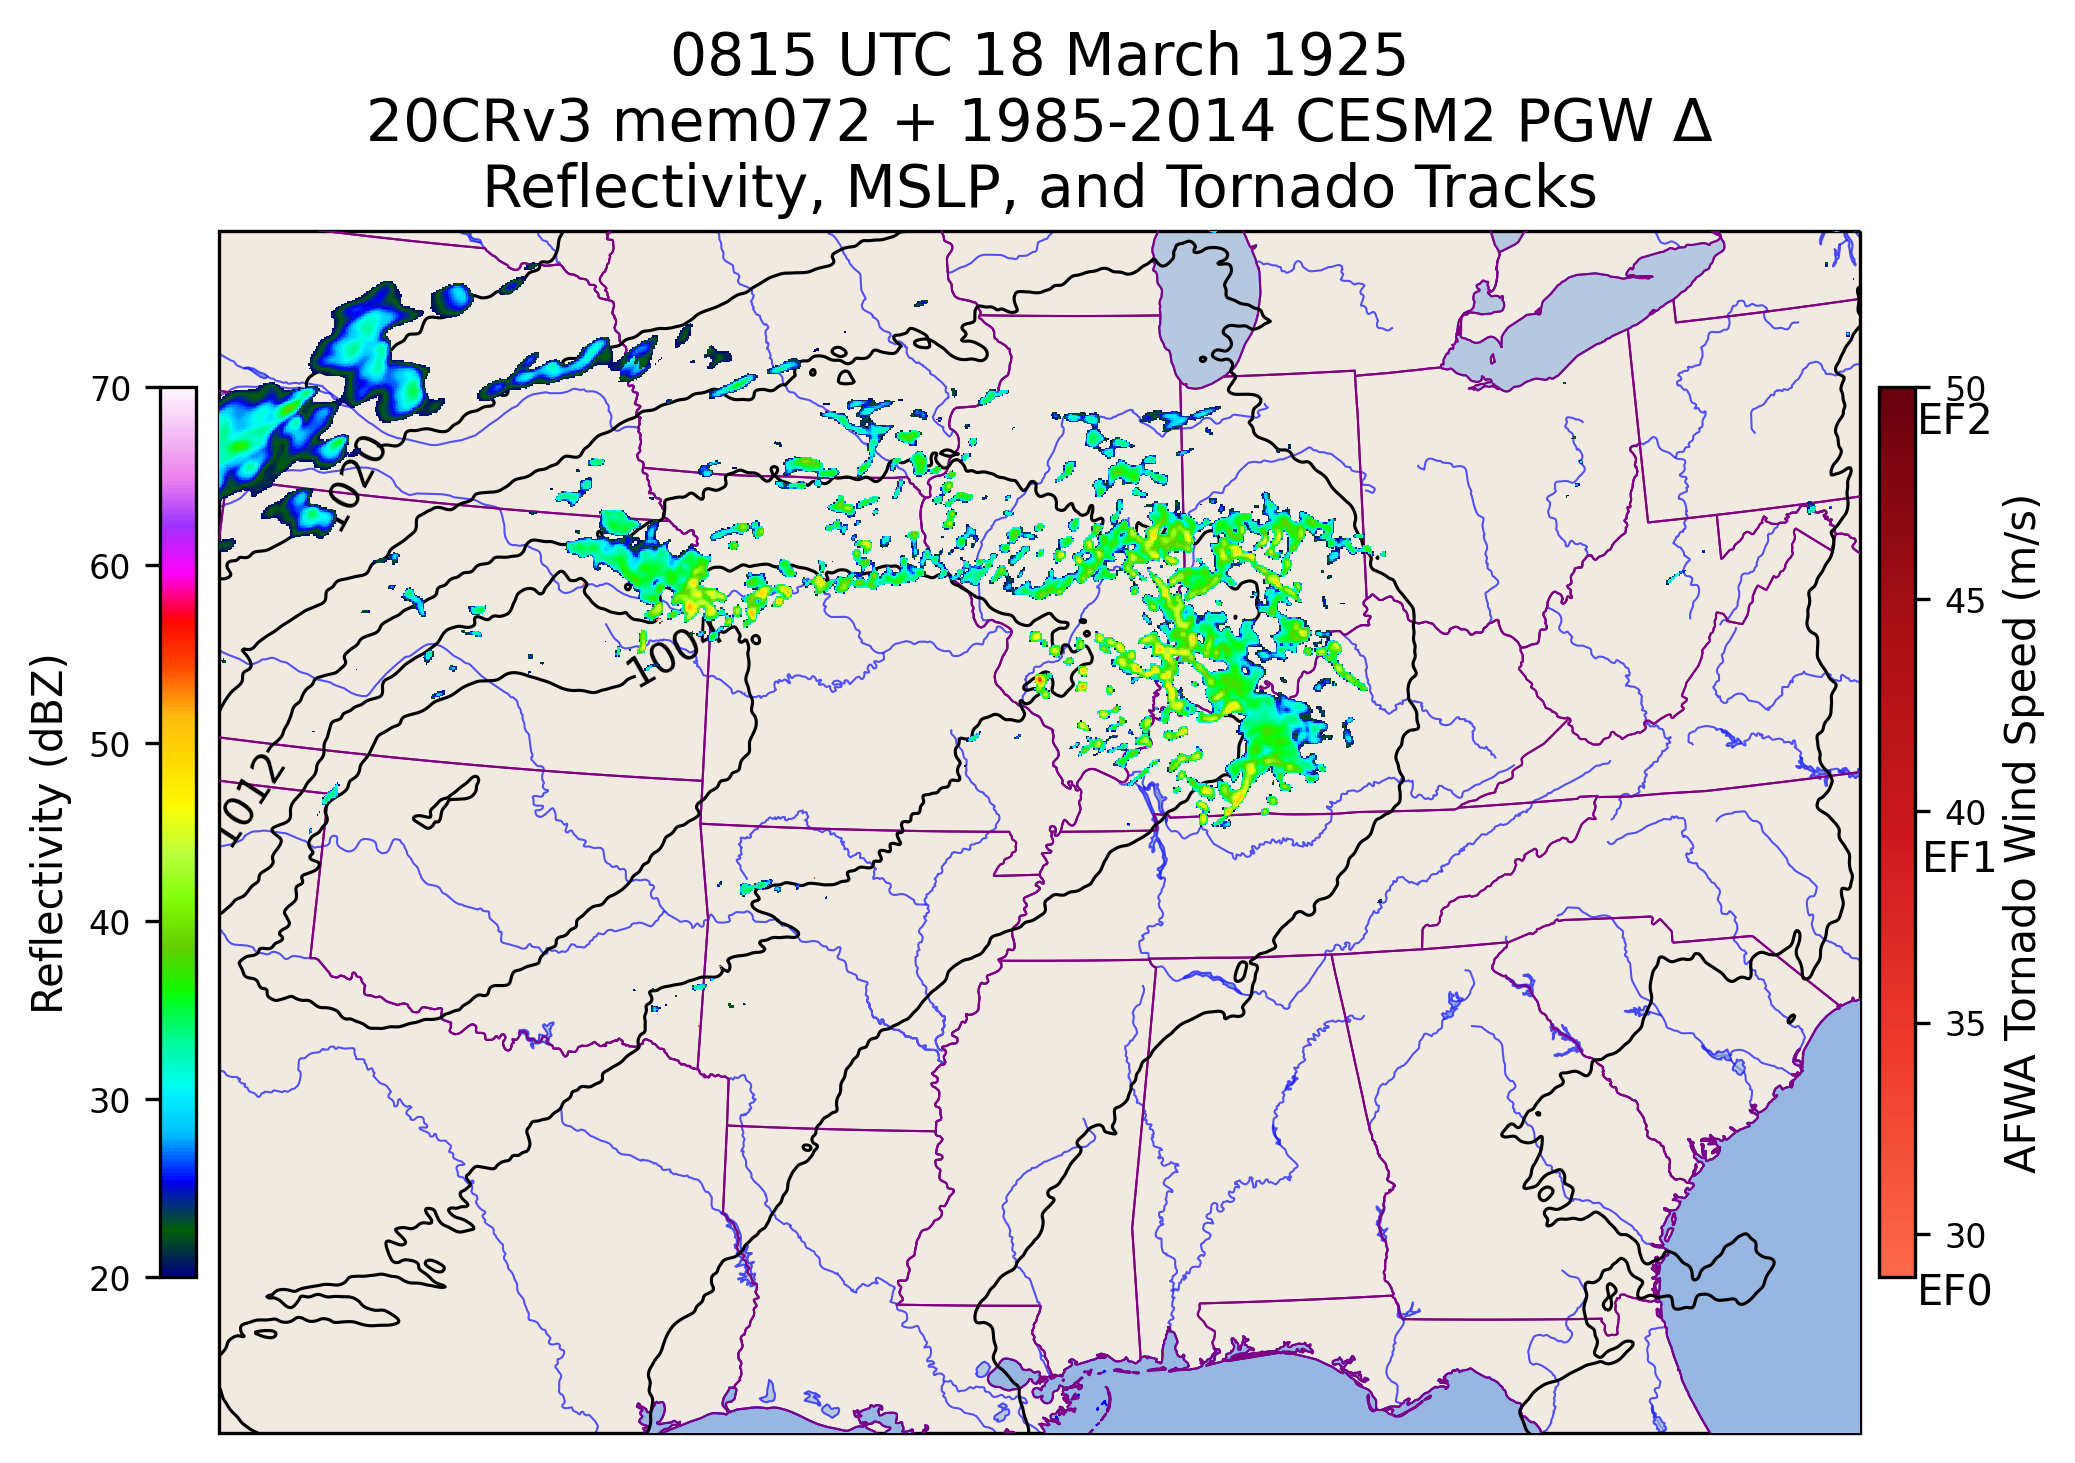 0815 UTC 18 March 1925
20CRv3 mem072 + 1985-2014 CESM2 PGW Δ
Reflectivity, MSLP, and Tornado Tracks
70
60
50
40
30
20
Reflectivity (dBZ)
1020
1012
50
EF2
45
40
EF1
35
30
EF0
AFWA Tornado Wind Speed (m/s)